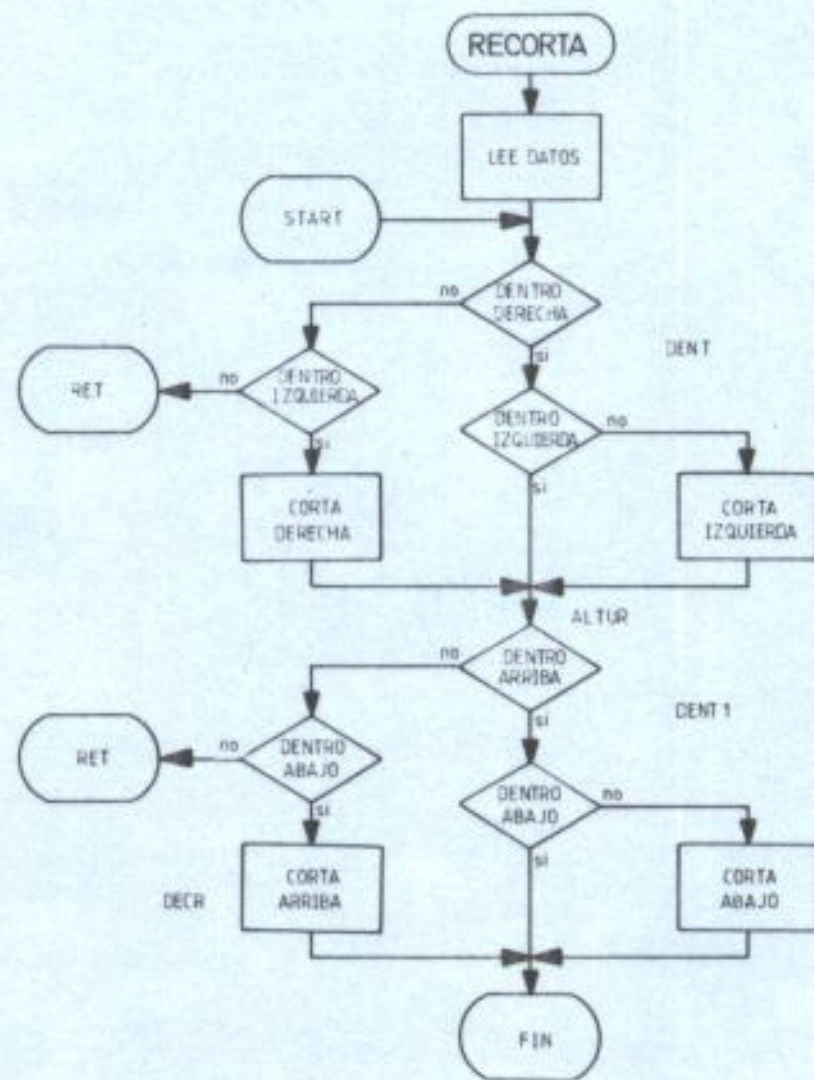 RECORTA
LEE DATOS
START
no
DENTRO
DERECHA
si
DENT
RET
no
DENTRO
IZQUIERDA
si
DENTRO
IZQUIERDA
no
si
CORTA
DERECHA
CORTA
IZQUIERDA
ALTUR
no
DENTRO
ARRIBA
si
DENT1
RET
no
DENTRO
ABAJO
si
DENTRO
ABAJO
no
si
DECR
CORTA
ARRIBA
CORTA
ABAJO
FIN